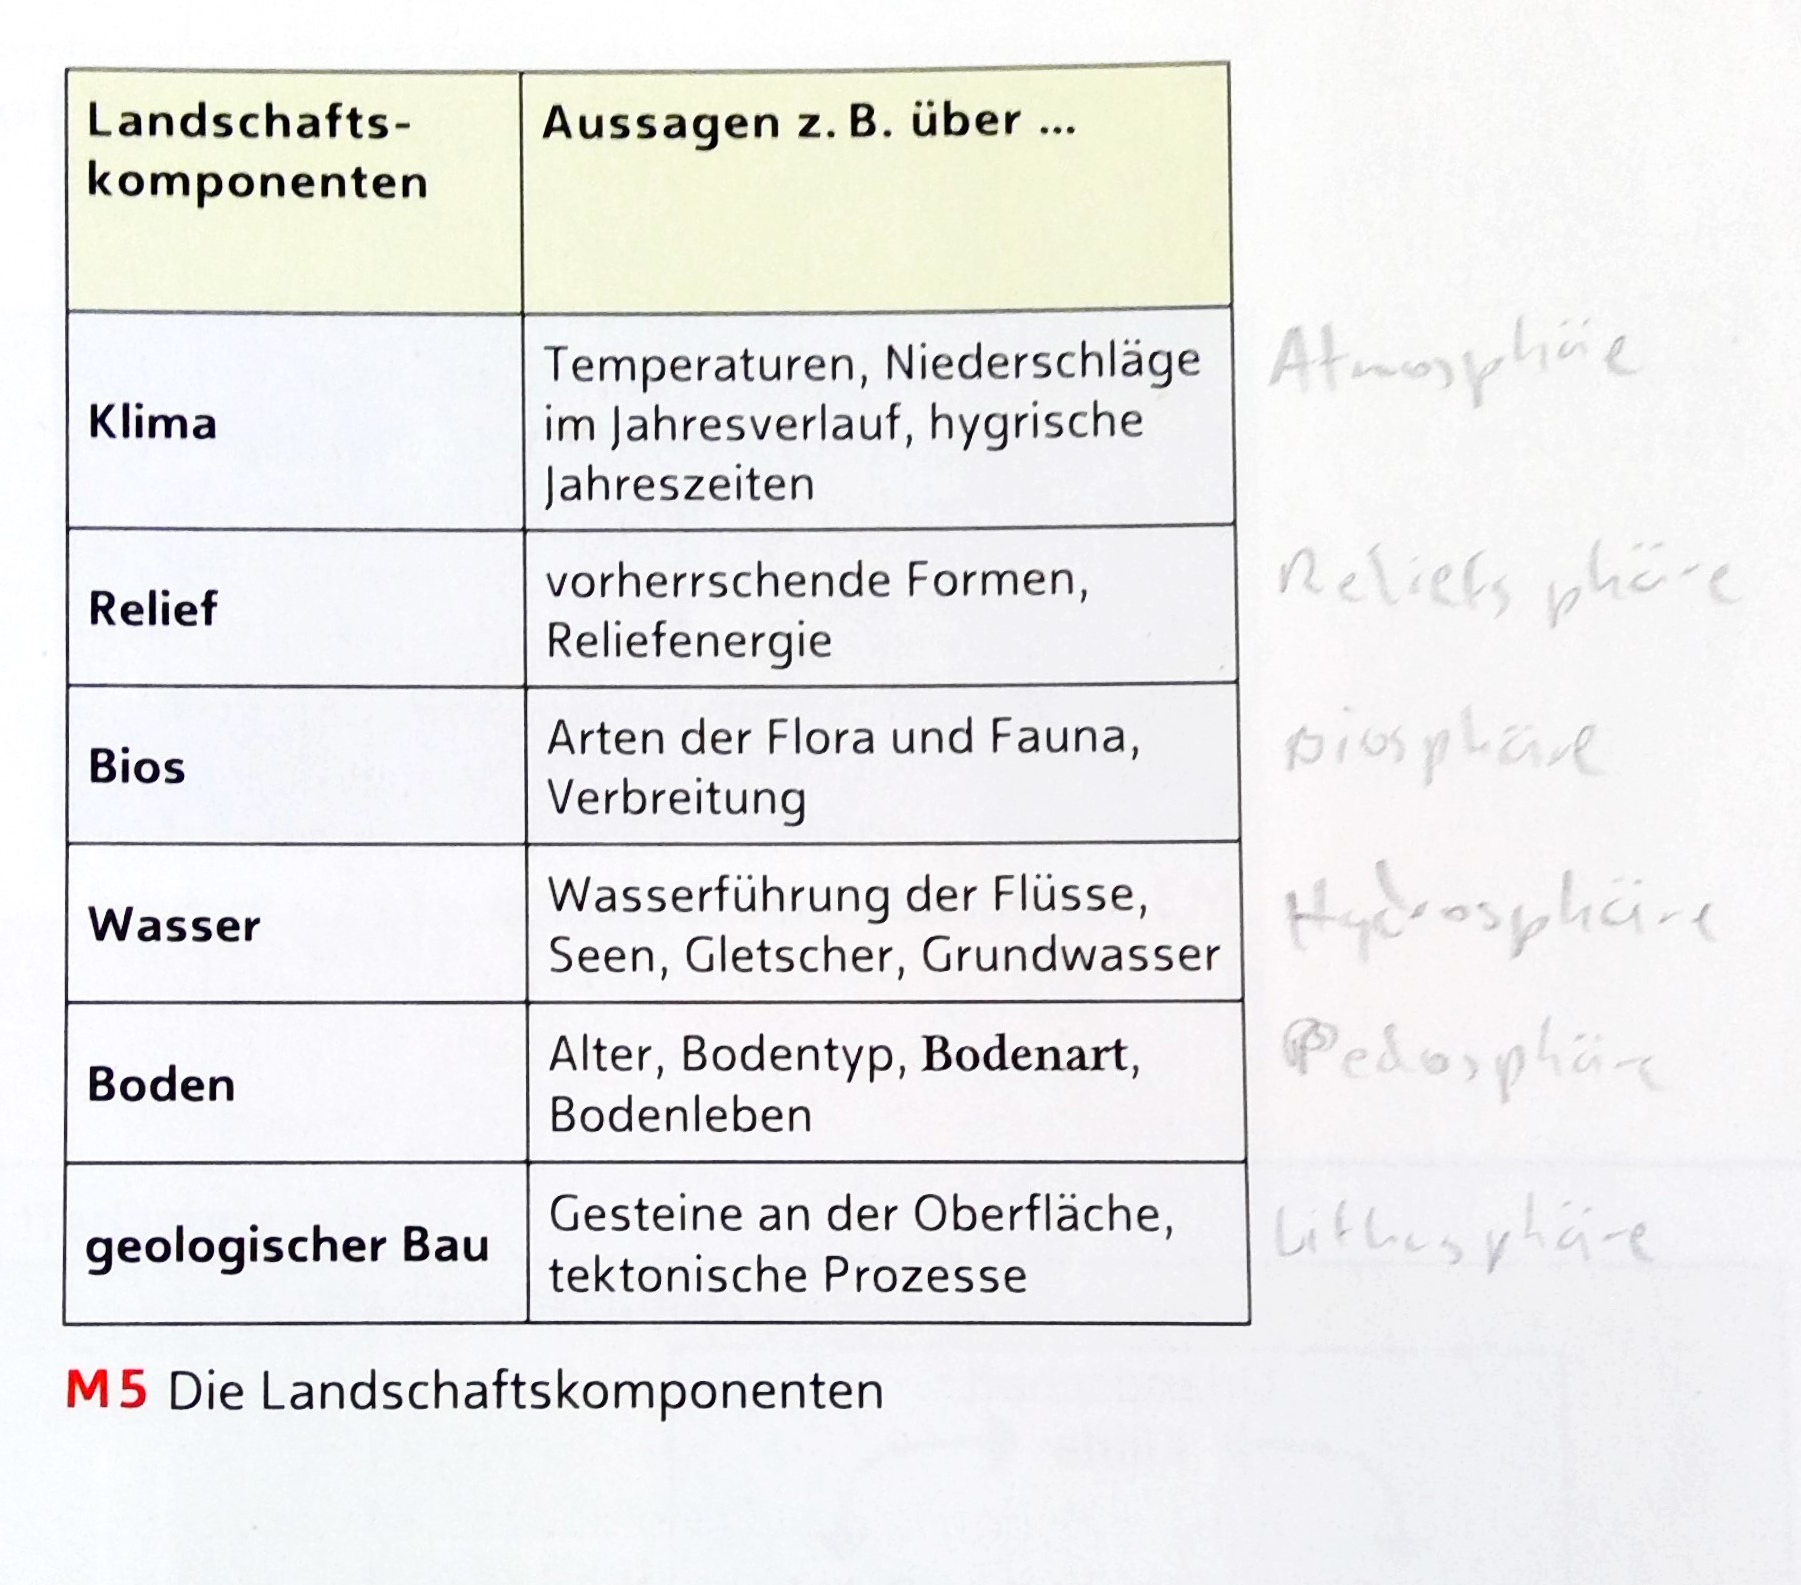 Landschafts-
komponenten
Aussagen z. B. über ...
Klima
Temperaturen, Niederschläge
im Jahresverlauf, hygrische
Jahreszeiten
Atmosphäre
Relief
vorherrschende Formen,
Reliefenergie
Reliefsphäre
Bios
Arten der Flora und Fauna,
Verbreitung
Biosphäre
Wasser
Wasserführung der Flüsse,
Seen, Gletscher, Grundwasser
Hydrosphäre
Boden
Alter, Bodentyp, Bodenart,
Bodenleben
Pedosphäre
geologischer Bau
Gesteine an der Oberfläche,
tektonische Prozesse
Lithosphäre
M5 Die Landschaftskomponenten